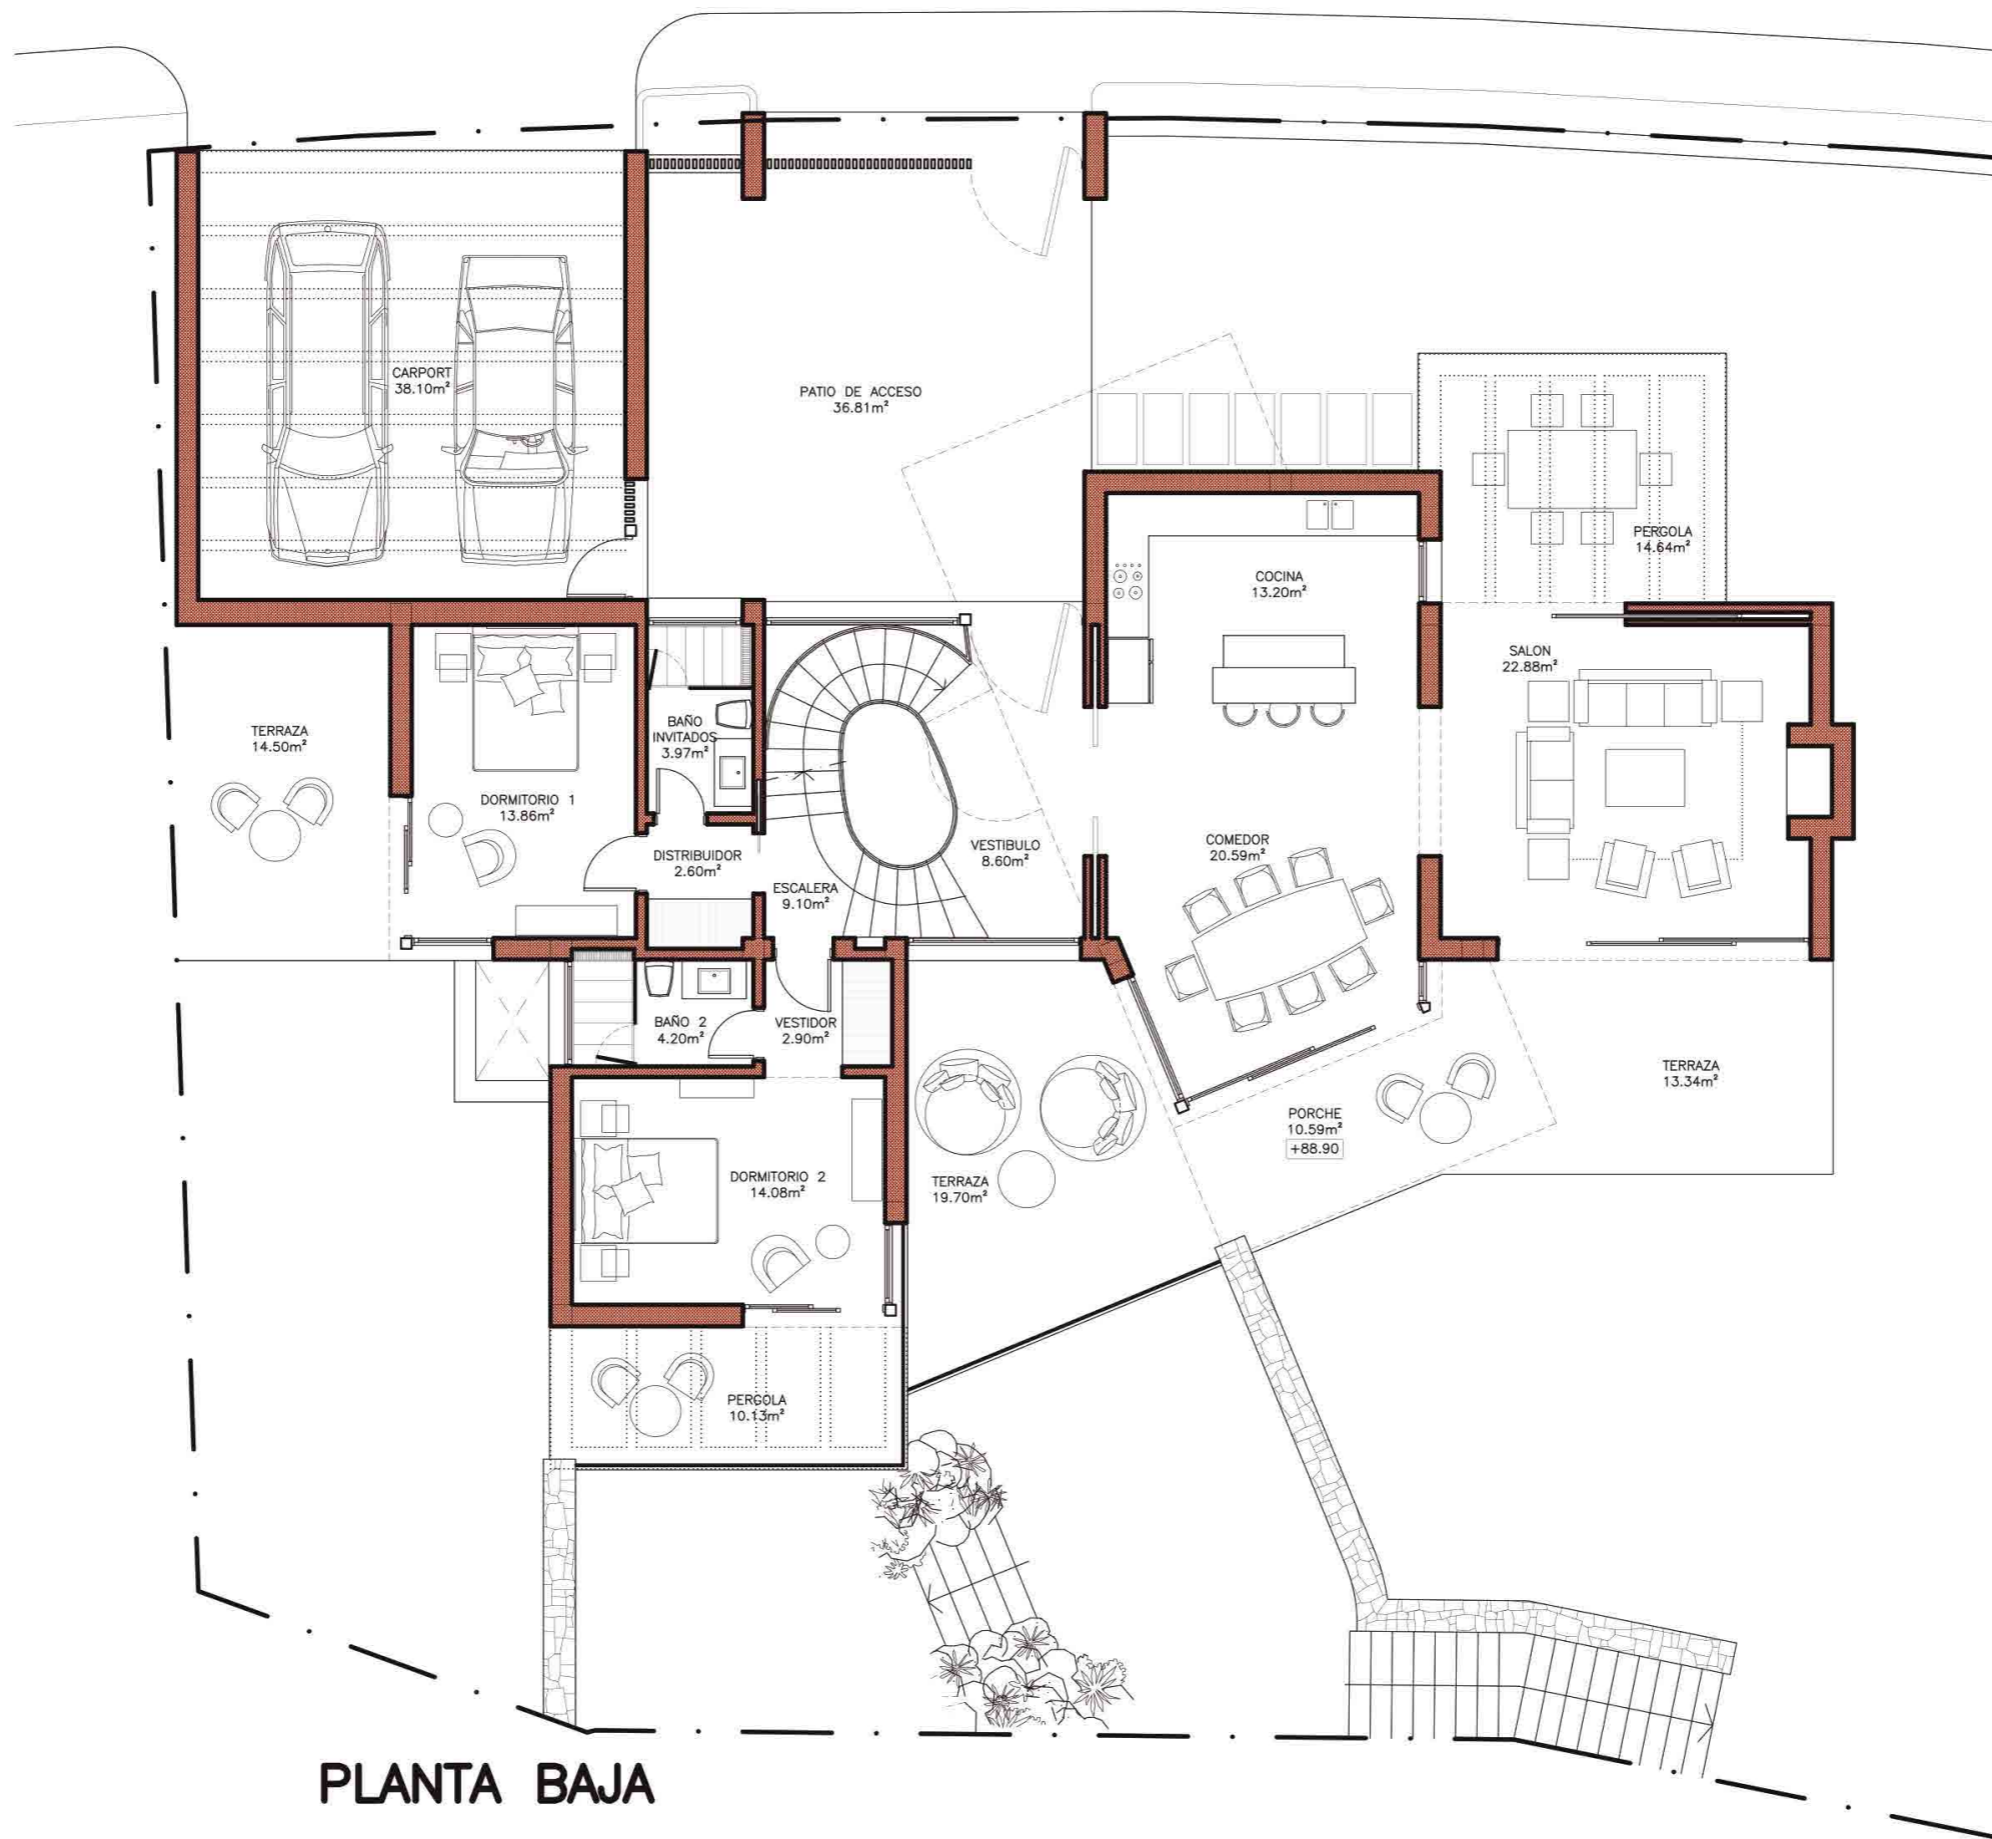 CARPORT
38.10m²
PATIO DE ACCESO
36.81m²
PERGOLA
14.64m²
COCINA
13.20m²
SALON
22.88m²
TERRAZA
14.50m²
BAÑO
INVITADOS
3.97m²
DORMITORIO 1
13.86m²
DISTRIBUIDOR
2.60m²
ESCALERA
9.10m²
VESTIBULO
8.60m²
COMEDOR
20.59m²
BAÑO 2
4.20m²
VESTIDOR
2.90m²
TERRAZA
13.34m²
PORCHE
10.59m²
+88.90
DORMITORIO 2
14.08m²
TERRAZA
19.70m²
PERGOLA
10.13m²
PLANTA BAJA